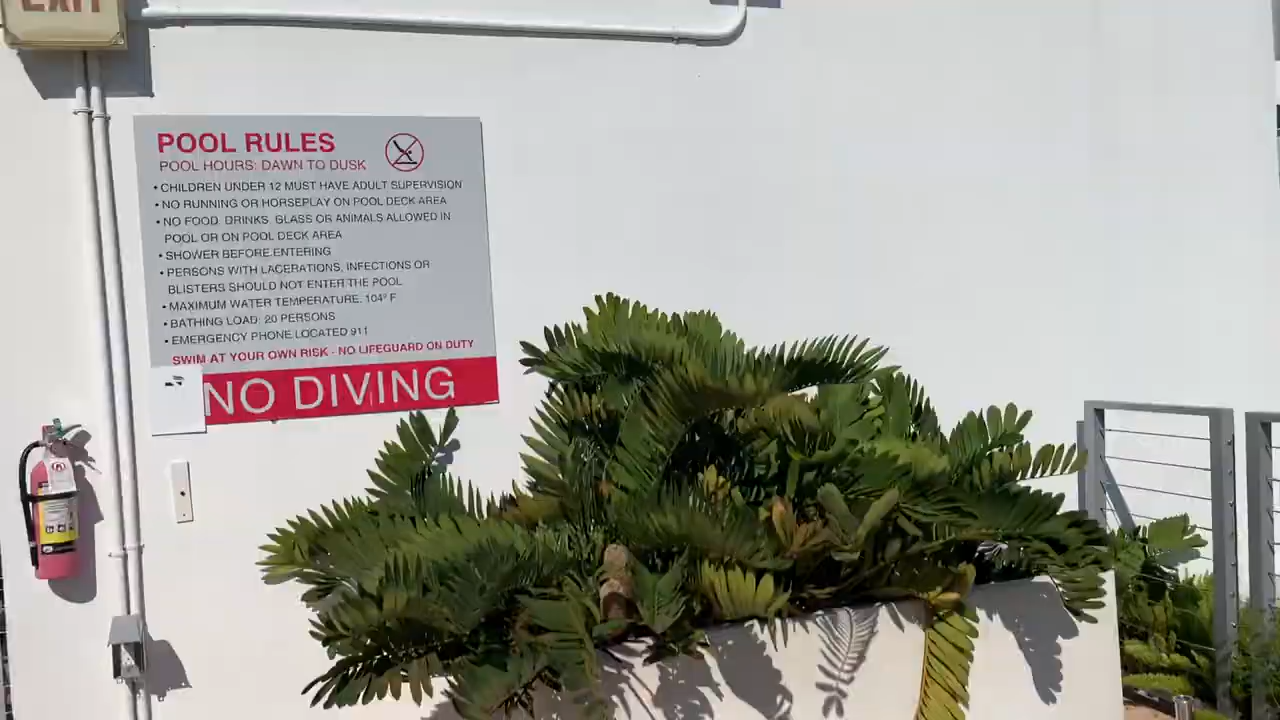 EXIT
POOL RULES
POOL HOURS: DAWN TO DUSK
• CHILDREN UNDER 12 MUST HAVE ADULT SUPERVISION
• NO RUNNING OR HORSEPLAY ON POOL DECK AREA
• NO FOOD, DRINKS, GLASS OR ANIMALS ALLOWED IN
POOL OR ON POOL DECK AREA
• SHOWER BEFORE ENTERING
• PERSONS WITH LACERATIONS, INFECTIONS OR
BLISTERS SHOULD NOT ENTER THE POOL
• MAXIMUM WATER TEMPERATURE: 104º F
• BATHING LOAD: 20 PERSONS
• EMERGENCY PHONE LOCATED 911
SWIM AT YOUR OWN RISK - NO LIFEGUARD ON DUTY
NO DIVING